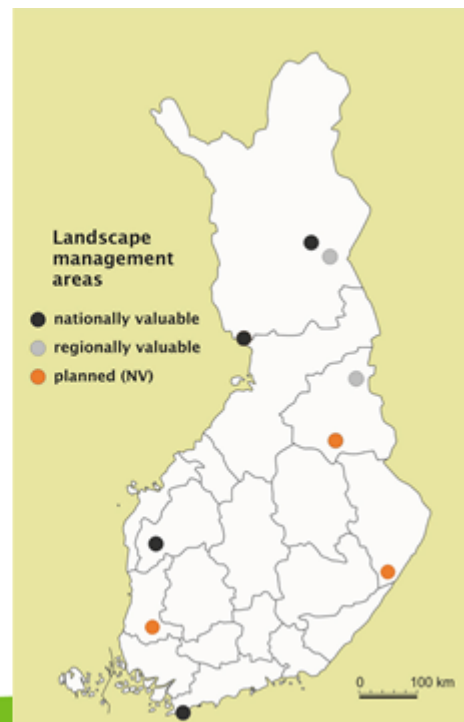 Landscape
management
areas
nationally valuable
regionally valuable
planned (NV)
0 100 km